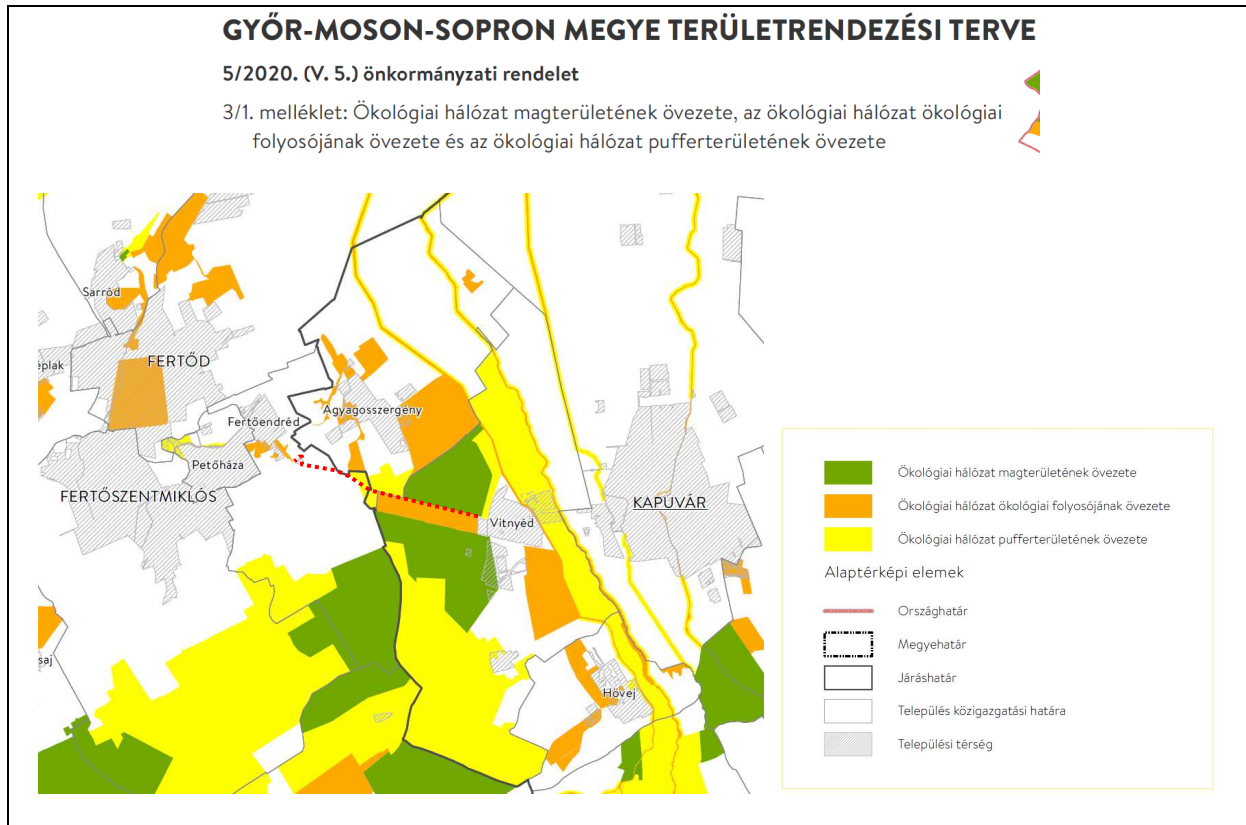 GYŐR-MOSON-SOPRON MEGYE TERÜLETRENDEZÉSI TERVE
5/2020. (V. 5.) önkormányzati rendelet
3/1. melléklet: Ökológiai hálózat magterületének övezete, az ökológiai hálózat ökológiai
folyosójának övezete és az ökológiai hálózat pufferterületének övezete
Sarród
éplak
FERTŐD
Agyagosszergény
Fertőendréd
Petőháza
FERTŐSZENTMIKLÓS
KAPUVÁR
Vitnyéd
saj
Hövej
Ökológiai hálózat magterületének övezete
Ökológiai hálózat ökológiai folyosójának övezete
Ökológiai hálózat pufferterületének övezete
Alaptérképi elemek
Országhatár
Megyehatár
Járáshatár
Település közigazgatási határa
Települési térség